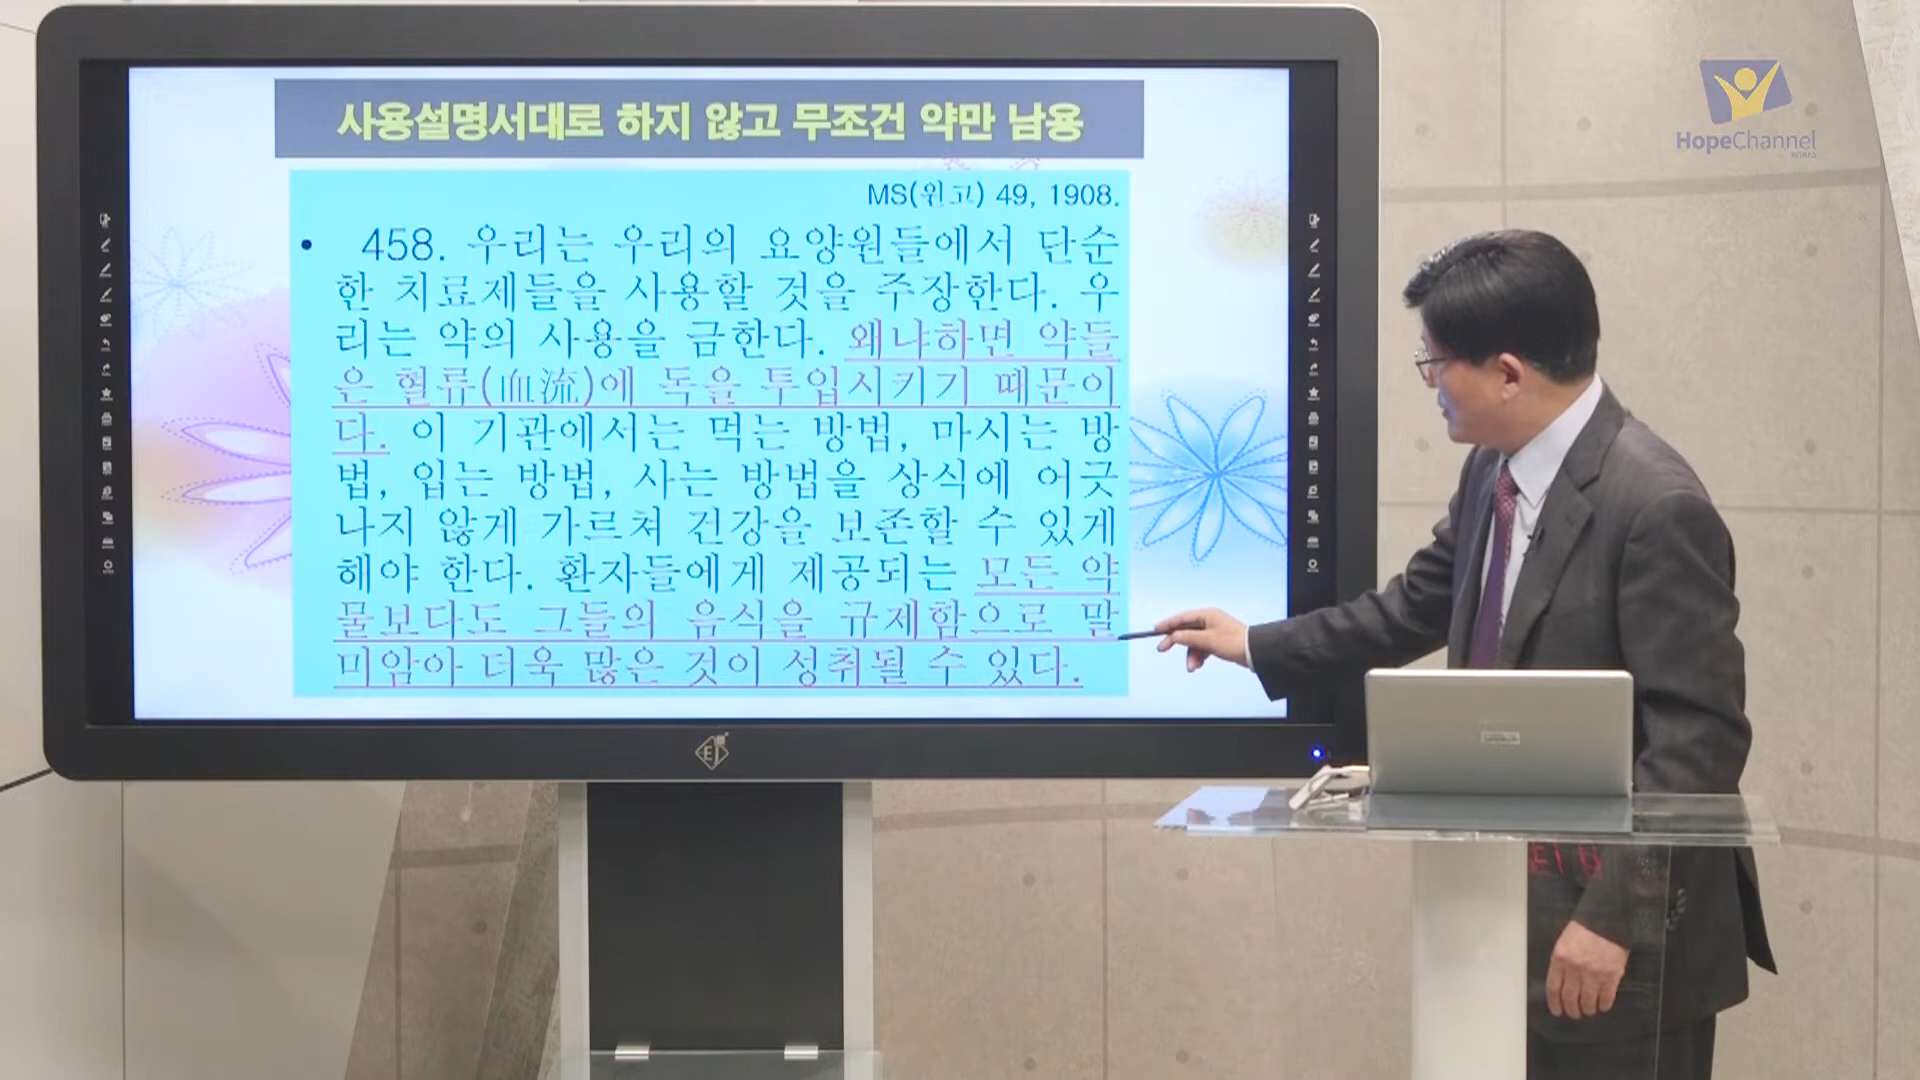 사용설명서대로 하지 않고 무조건 약만 남용
MS(원고) 49, 1908.
• 458. 우리는 우리의 요양원들에서 단순
한 치료제들을 사용할 것을 주장한다. 우
리는 약의 사용을 금한다. 왜냐하면 약들
은 혈류(血流)에 독을 투입시키기 때문이
다. 이 기관에서는 먹는 방법, 마시는 방
법, 입는 방법, 사는 방법을 상식에 어긋
나지 않게 가르쳐 건강을 보존할 수 있게
해야 한다. 환자들에게 제공되는 모든 약
물보다도 그들의 음식을 규제함으로 말
미암아 더욱 많은 것이 성취될 수 있다.
HopeChannel
KOREA
EJ